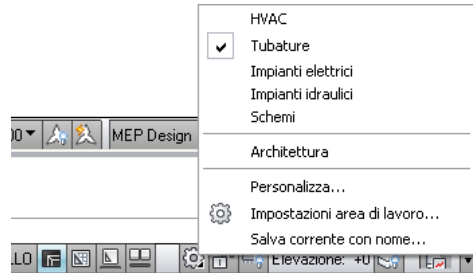 HVAC
Tubature
Impianti elettrici
Impianti idraulici
Schemi
Architettura
Personalizza...
Impostazioni area di lavoro...
Salva corrente con nome...
MEP Design
Elevazione: +0